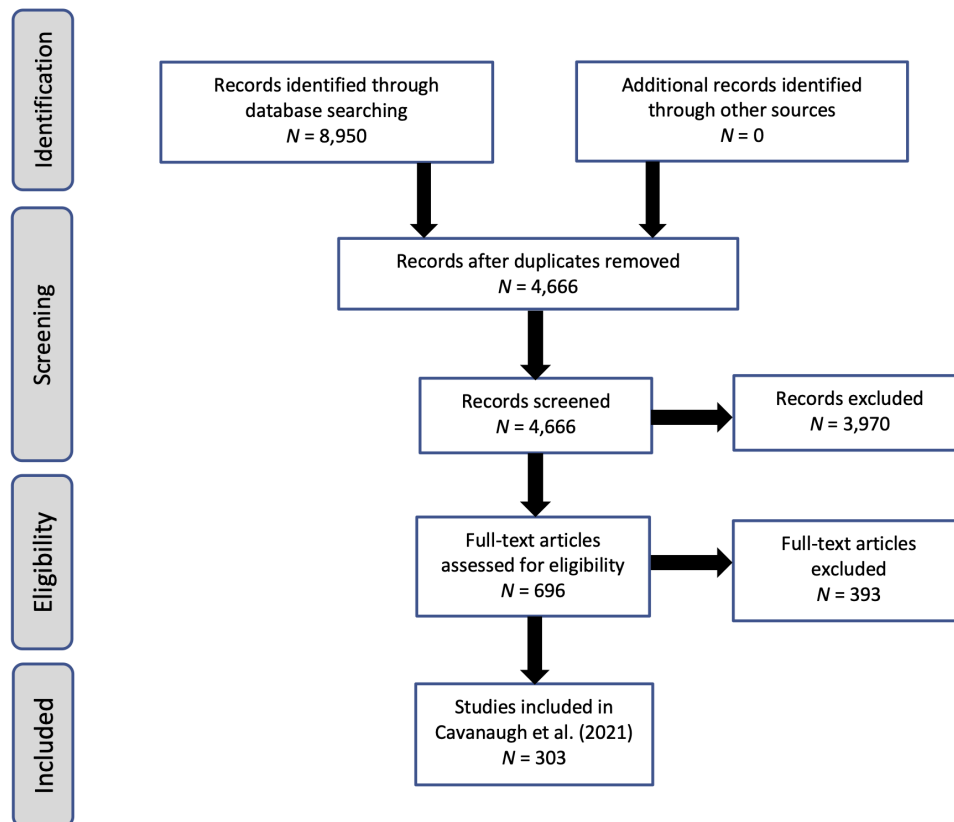 Identification
Records identified through
database searching
N = 8,950
Additional records identified
through other sources
N = 0
Screening
Records after duplicates removed
N = 4,666
Records screened
N = 4,666
Records excluded
N = 3,970
Eligibility
Full-text articles
assessed for eligibility
N = 696
Full-text articles
excluded
N = 393
Included
Studies included in
Cavanaugh et al. (2021)
N = 303